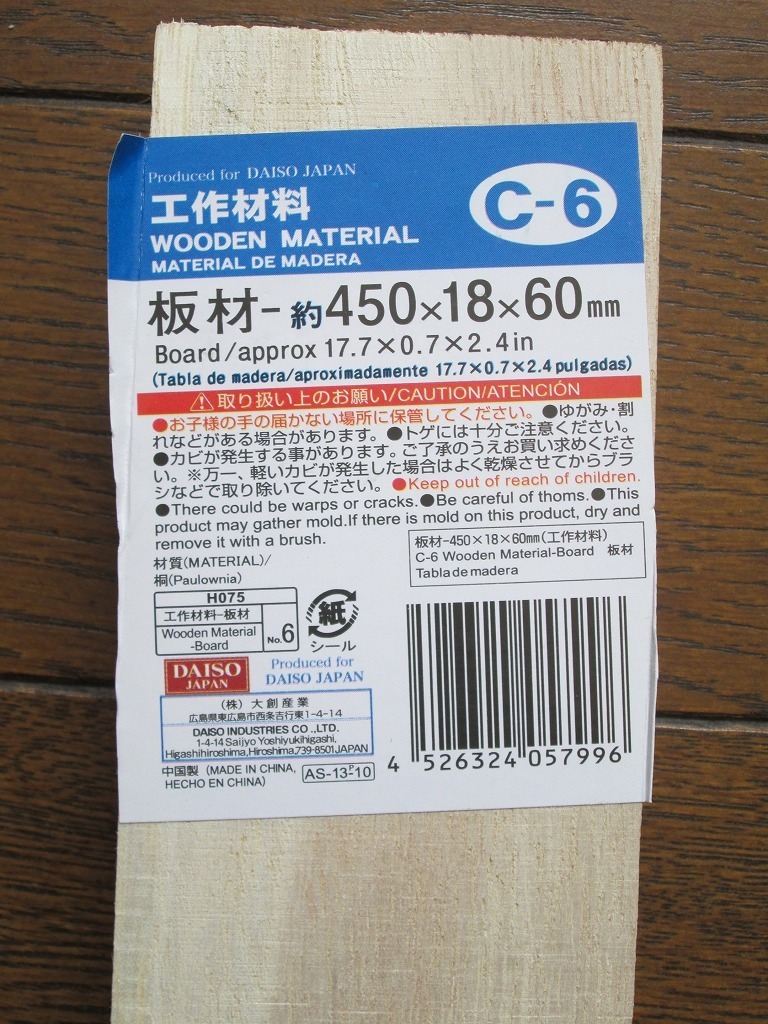 Produced for DAISO JAPAN
工作材料
WOODEN MATERIAL
MATERIAL DE MADERA
C-6
板材-約450×18×60mm
Board/approx 17.7×0.7×2.4in
(Tabla de madera/aproximadamente 17.7×0.7×2.4pulgadas)
⚠取り扱い上のお願い/CAUTION/ATENCIÓN
●お子様の手の届かない場所に保管してください。●ゆがみ・割
れなどがある場合があります。●トゲには十分ご注意ください。
●カビが発生する事があります。ご了承のうえお買い求めくださ
い。※万一、軽いカビが発生した場合はよく乾燥させてからブラ
シなどで取り除いてください。●Keep out of reach of children.
●There could be warps or cracks.●Be careful of thoms.●This
product may gather mold.If there is mold on this product, dry and
remove it with a brush.
材質(MATERIAL)/
桐(Paulownia)
板材-450×18×60mm(工作材料)
C-6 Wooden Material-Board 板材
Tabla de madera
H075
工作材料-板材
Wooden Material
-Board
No.6
紙
シール
DAISO
JAPAN
Produced for
DAISO JAPAN
(株)大創産業
広島県東広島市西条吉行東1-4-14
DAISO INDUSTRIES CO.,LTD.
1-4-14 Saijyo Yoshiyukihigashi,
Higashihiroshima,Hiroshima,739-8501JAPAN
中国製(MADE IN CHINA,
HECHO EN CHINA)
AS-13-P-10
4 526324 057996